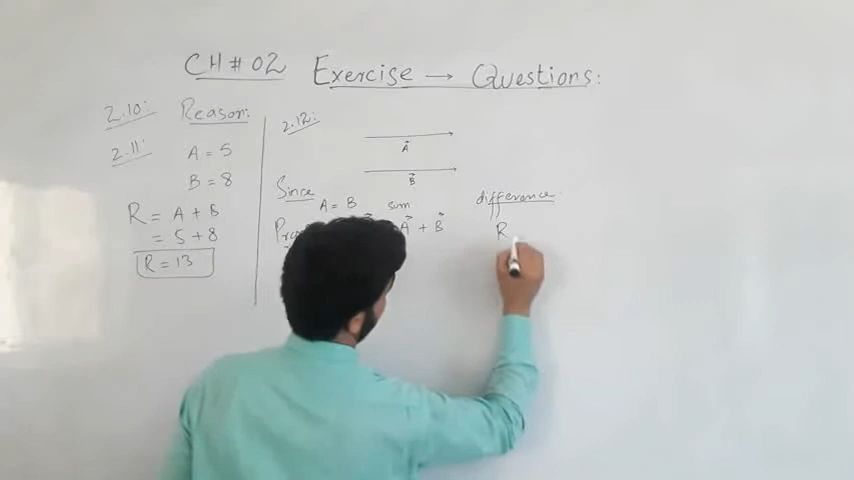 CH # 02 Exercise → Questions:
2.10: Reason:
2.11: A = 5
B = 8
R = A + B
= 5 + 8
R = 13
2.12:
A
B
Since
A = B
sum
A + B
difference
R